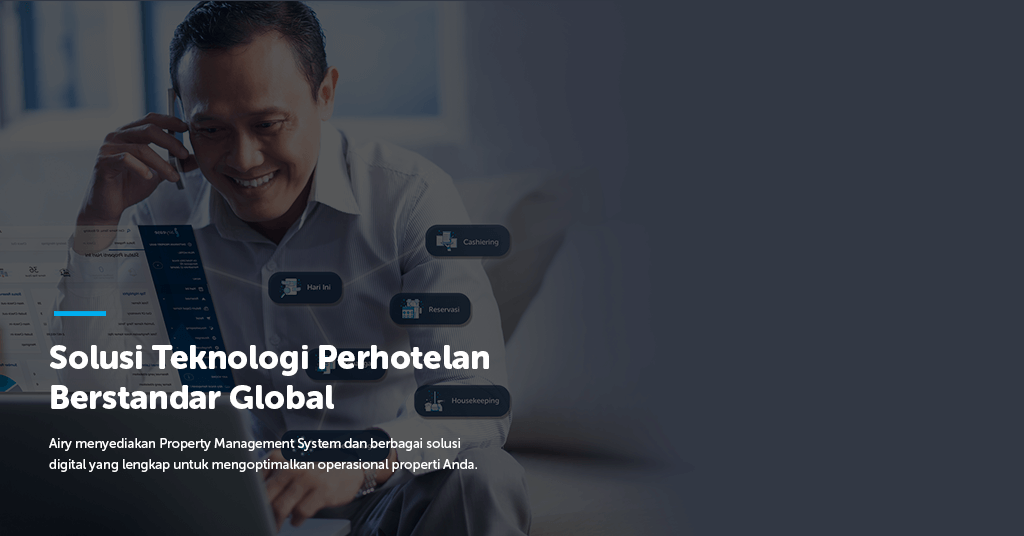 Cashiering
Hari Ini
Reservasi
Solusi Teknologi Perhotelan
Berstandar Global
Housekeeping
Airy menyediakan Property Management System dan berbagai solusi
digital yang lengkap untuk mengoptimalkan operasional properti Anda.